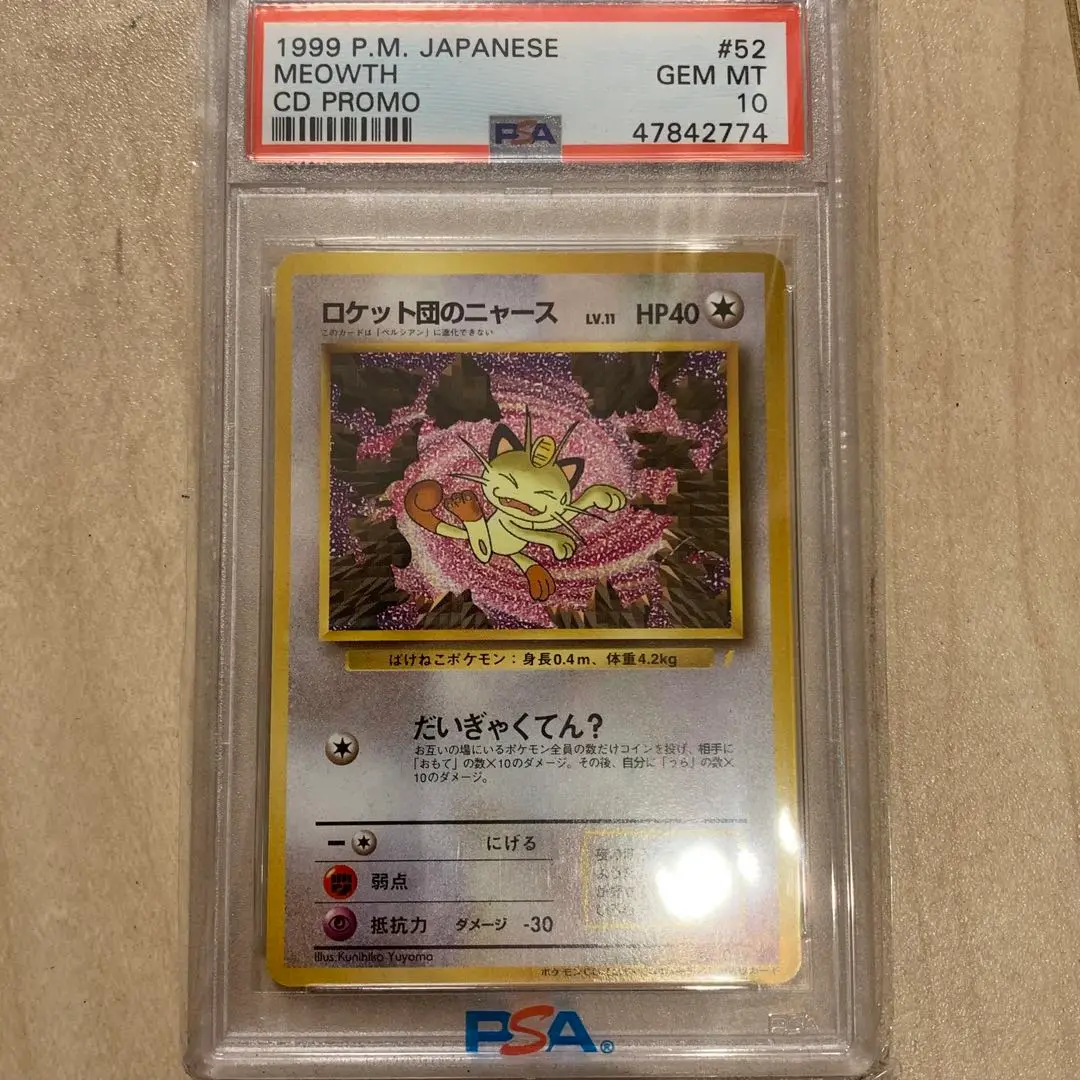 1999 P.M. JAPANESE #52
MEOWTH GEM MT
CD PROMO 10
PSA 47842774
ロケット団のニャース LV.11 HP40
このカードは「ペルシアン」に進化できない
ばけねこポケモン：身長0.4m、体重4.2kg
だいぎゃくてん？
お互いの場にいるポケモン全員の数だけコインを投げ、相手に
「おもて」の数×10のダメージ。その後、自分に「うら」の数×
10のダメージ。
にげる
弱点
抵抗力 ダメージ -30
Illus.Kunihiko Yuyama
PSA®